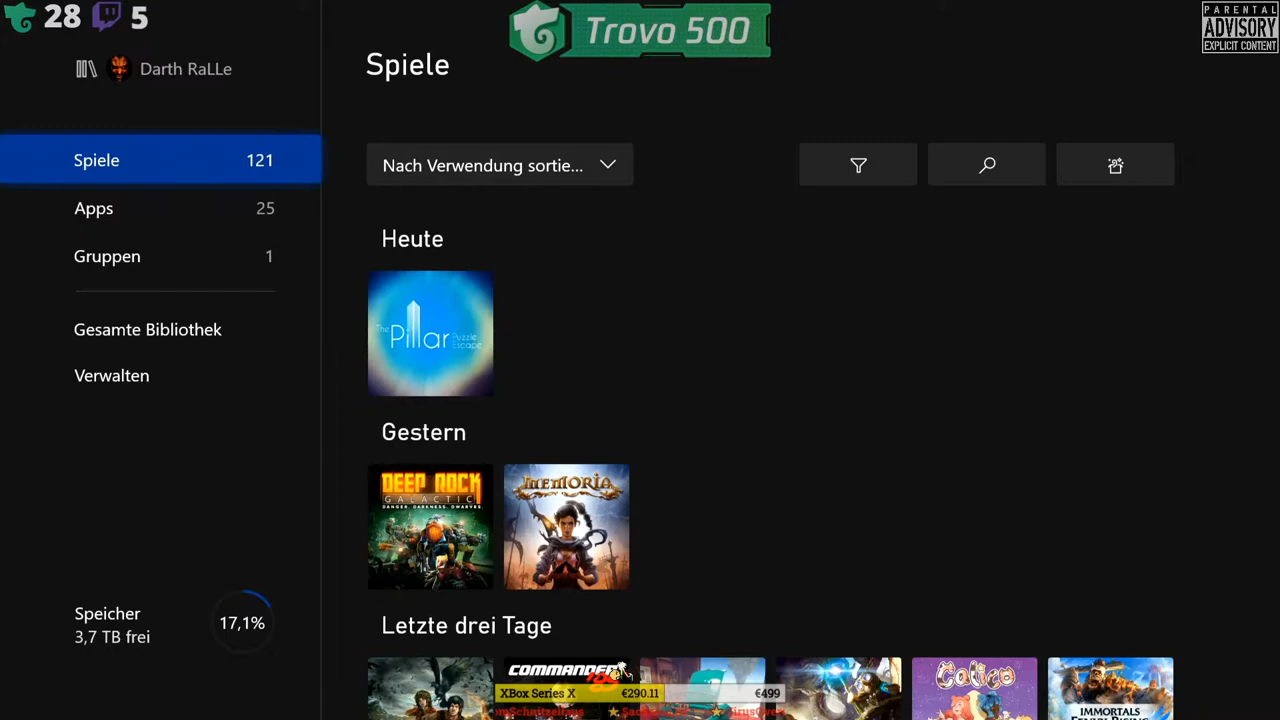 28 5
Trovo 500
PARENTAL
ADVISORY
EXPLICIT CONTENT
Darth RaLLe
Spiele
Spiele 121
Apps 25
Gruppen 1
Gesamte Bibliothek
Verwalten
Speicher
3,7 TB frei
17,1%
Nach Verwendung sortie...
Heute
The Pillar Puzzle
Escape
Gestern
DEEP ROCK
GALACTIC
DANGER. DARKNESS. DWARVES.
MEMORIA
Letzte drei Tage
COMMANDER
'85
Calico
IMMORTALS
XBox Series X €290.11 €499